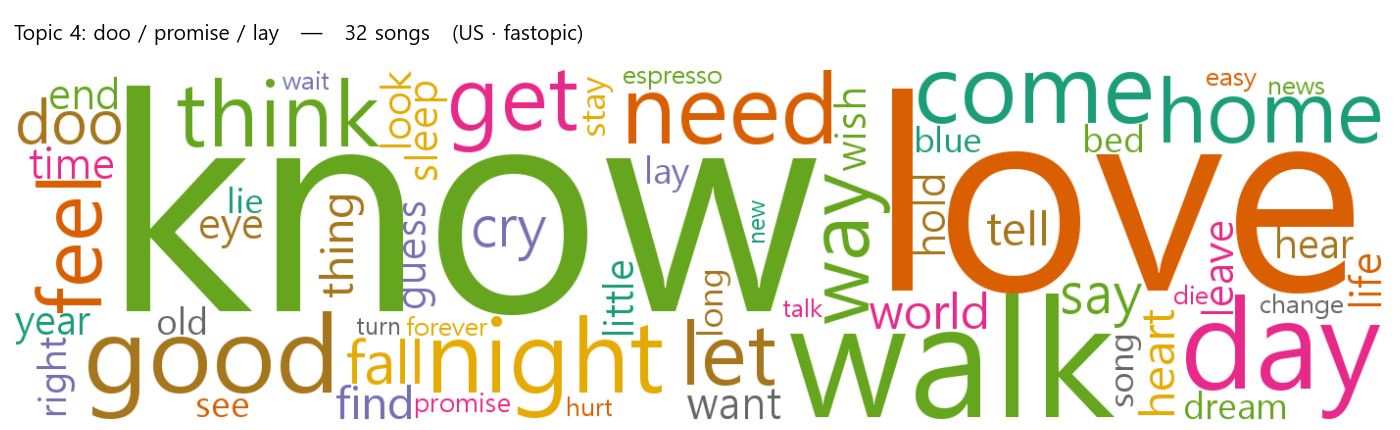 Topic 4: doo / promise / lay — 32 songs (US · fastopic)
end think wait look sleep get stay espresso need wish come easy news home
doo time blue bed
feel know lie eye thing guess cry lay new way love hold tell leave hear life
little long talk world say die change
year old turn forever
right good fall night let walk song heart day
see find promise hurt want dream